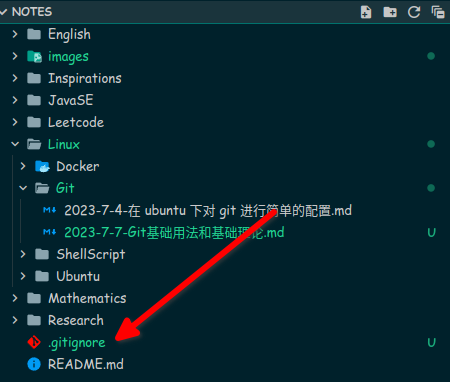 NOTES
English
images
Inspirations
JavaSE
Leetcode
Linux
Docker
Git
2023-7-4-在 ubuntu 下对 git 进行简单的配置.md
2023-7-7-Git基础用法和基础理论.md U
ShellScript
Ubuntu
Mathematics
Research
.gitignore U
README.md